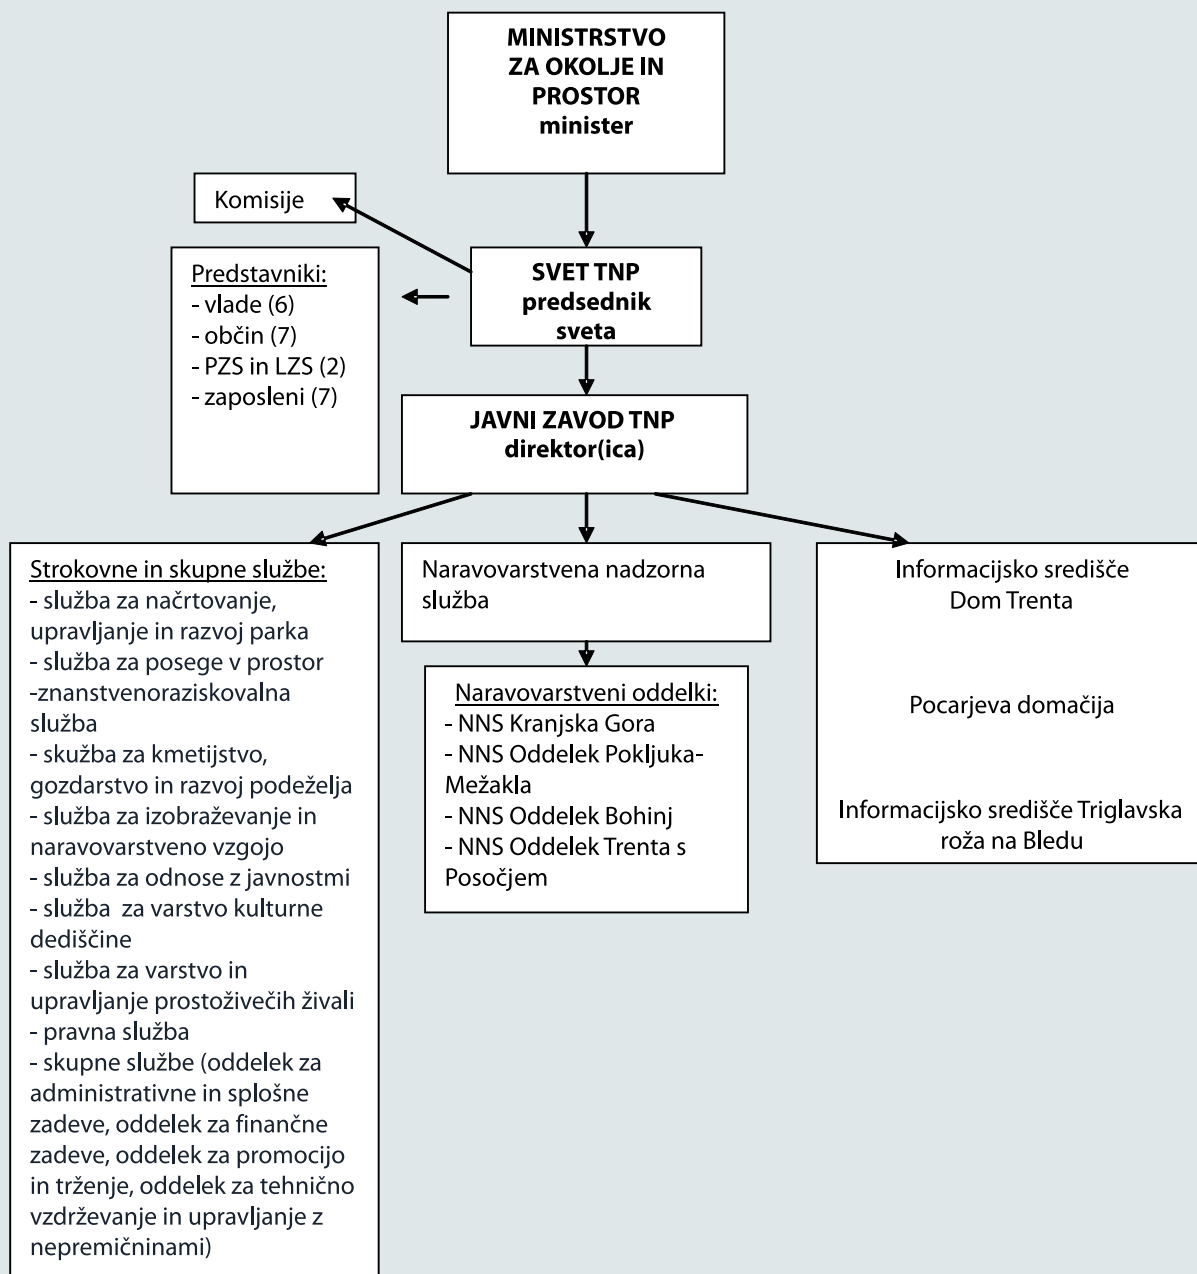 MINISTRSTVO
ZA OKOLJE IN
PROSTOR
minister
Komisije
Predstavniki:
- vlade (6)
- občin (7)
- PZS in LZS (2)
- zaposleni (7)
SVET TNP
predsednik
sveta
JAVNI ZAVOD TNP
direktor(ica)
Strokovne in skupne službe:
- služba za načrtovanje,
upravljanje in razvoj parka
- služba za posege v prostor
-znanstvenoraziskovalna
služba
- skužba za kmetijstvo,
gozdarstvo in razvoj podeželja
- služba za izobraževanje in
naravovarstveno vzgojo
- služba za odnose z javnostmi
- služba  za varstvo kulturne
dediščine
- služba za varstvo in
upravljanje prostoživečih živali
- pravna služba
- skupne službe (oddelek za
administrativne in splošne
zadeve, oddelek za finančne
zadeve, oddelek za promocijo
in trženje, oddelek za tehnično
vzdrževanje in upravljanje z
nepremičninami)
Naravovarstvena nadzorna
služba
Naravovarstveni oddelki:
- NNS Kranjska Gora
- NNS Oddelek Pokljuka-
Mežakla
- NNS Oddelek Bohinj
- NNS Oddelek Trenta s
Posočjem
Informacijsko središče
Dom Trenta
Pocarjeva domačija
Informacijsko središče Triglavska
roža na Bledu